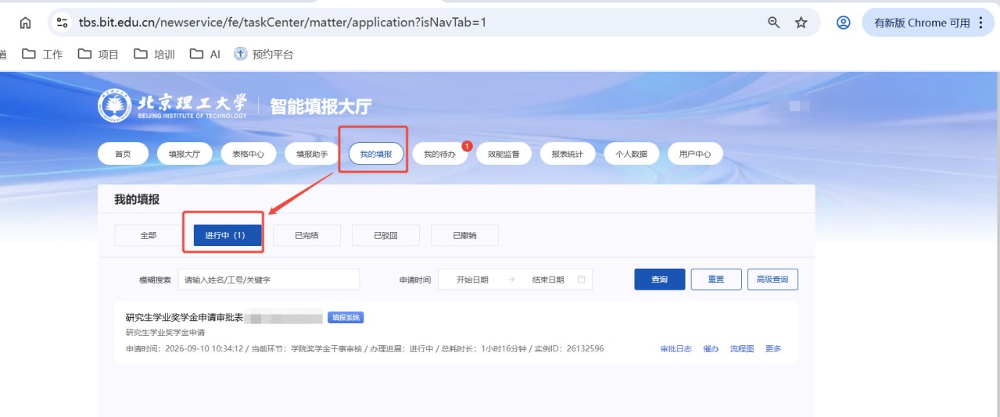 tbs.bit.edu.cn/newservice/fe/taskCenter/matter/application?isNavTab=1
有新版 Chrome 可用
工作 项目 培训 AI 预约平台
北京理工大学 智能填报大厅
BEIJING INSTITUTE OF TECHNOLOGY
首页 填报大厅 表格中心 填报助手 我的填报 我的待办 1 效能监督 报表统计 个人数据 用户中心
我的填报
全部 进行中（1） 已完结 已驳回 已撤销
模糊搜索 请输入姓名/工号/关键字 申请时间 开始日期 → 结束日期 查询 重置 高级查询
研究生学业奖学金申请审批表 填报系统
研究生学业奖学金申请
申请时间：2026-09-10 10:34:12 / 当前环节：学院奖学金干事审核 / 办理进展：进行中 / 总耗时长：1小时16分钟 / 实例ID：26132596 审批日志 催办 流程图 更多